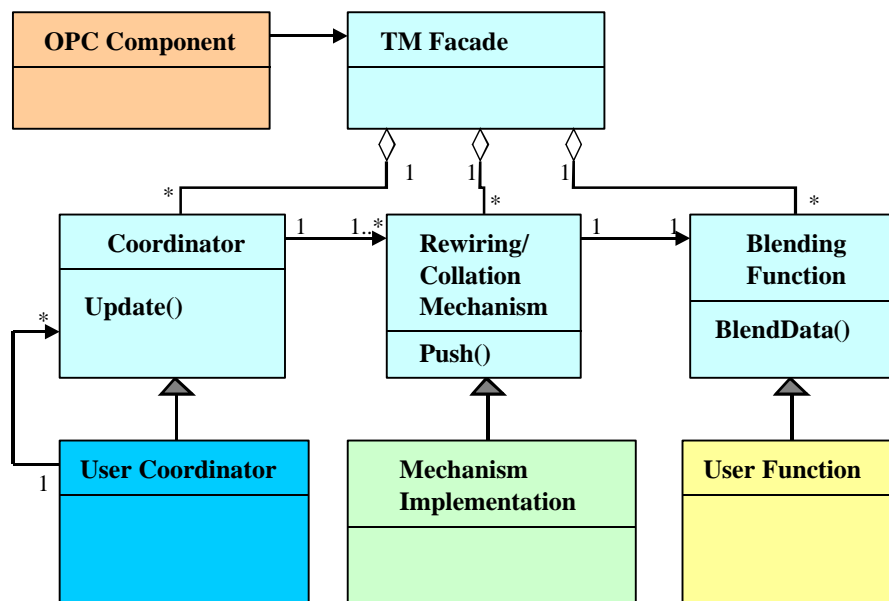 OPC Component
TM Facade
1
1
1
*
*
*
Coordinator
1
1..*
Rewiring/
Collation
Mechanism
1
1
Blending
Function
Update()
*
Push()
BlendData()
User Coordinator
1
Mechanism
Implementation
User Function